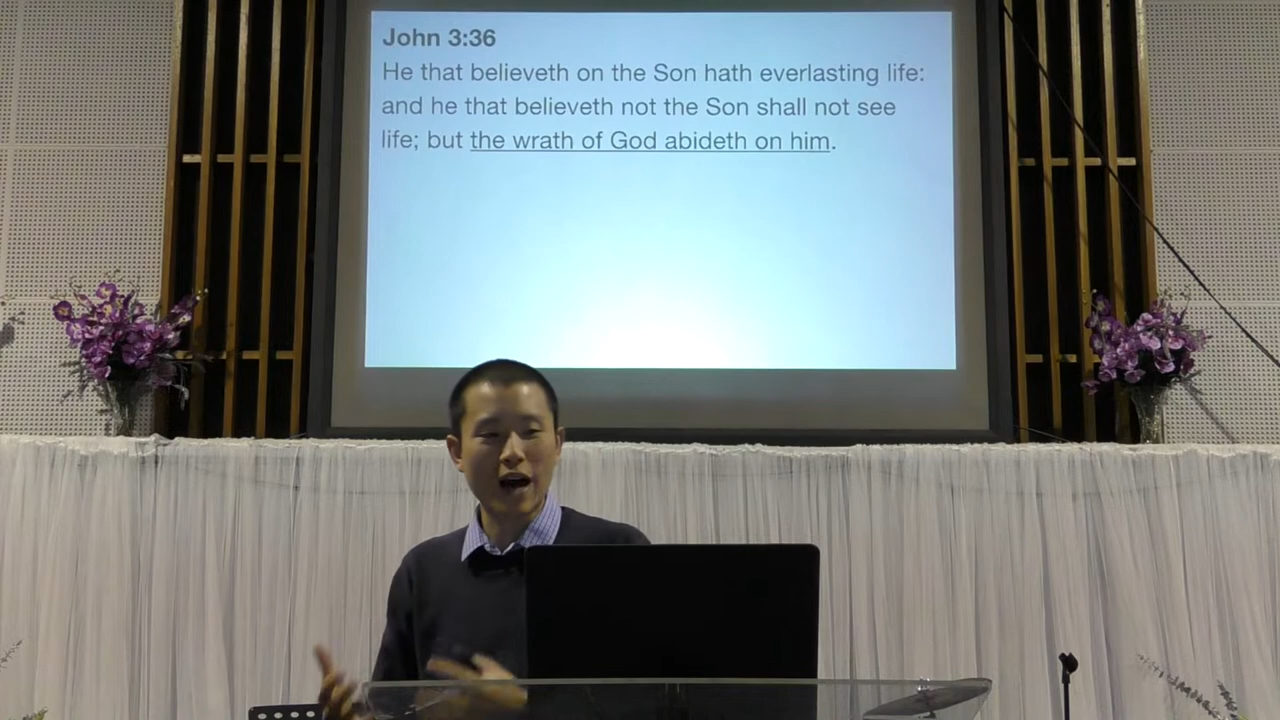 John 3:36
He that believeth on the Son hath everlasting life:
and he that believeth not the Son shall not see
life; but the wrath of God abideth on him.